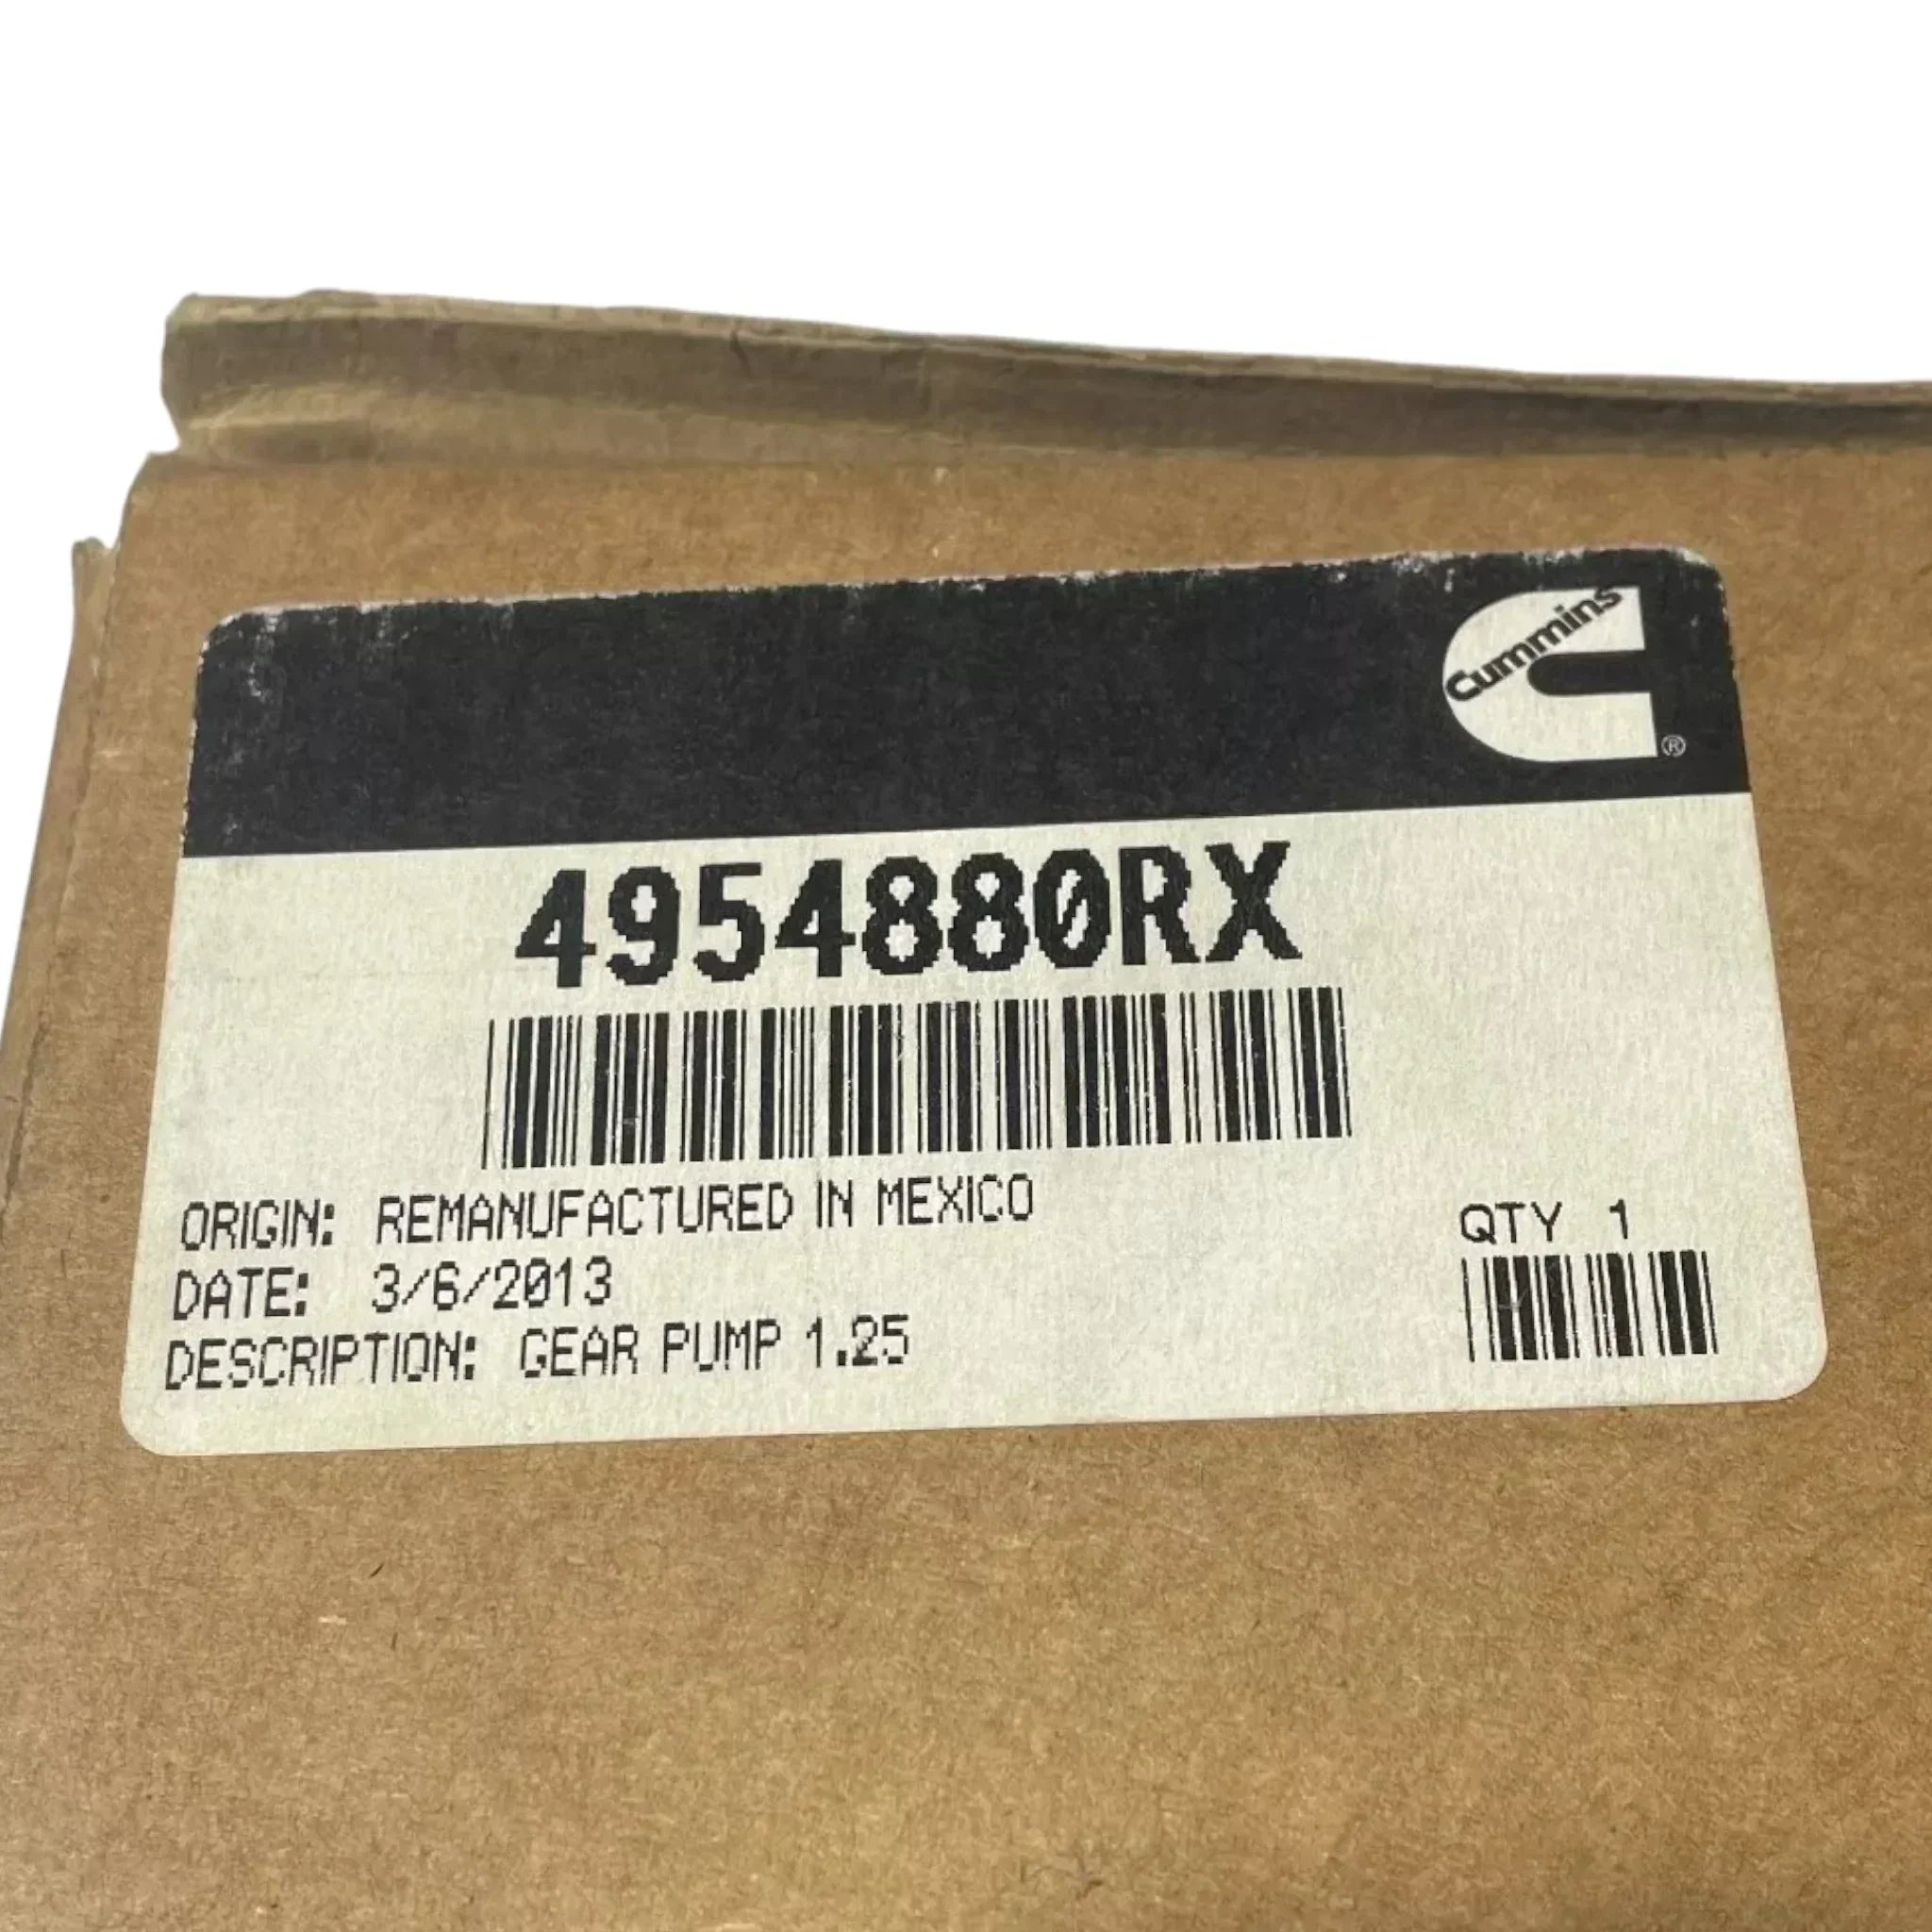 Cummins
®
4954880RX
ORIGIN: REMANUFACTURED IN MEXICO
QTY 1
DATE: 3/6/2013
DESCRIPTION: GEAR PUMP 1.25